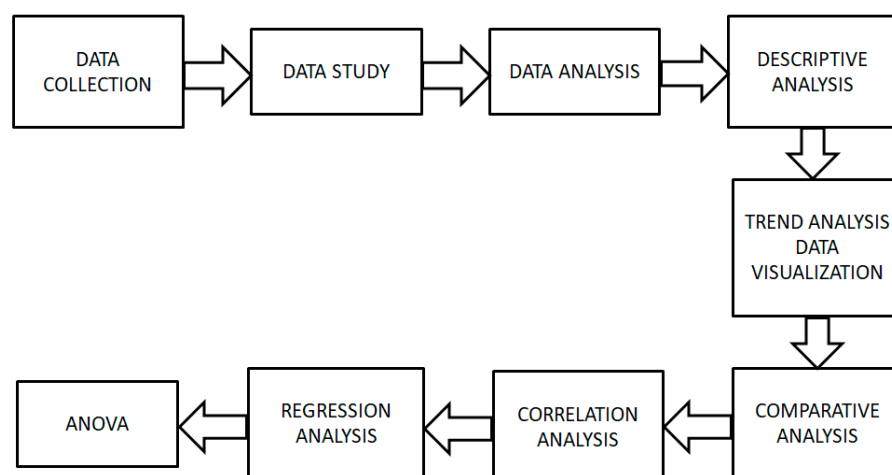 DATA
COLLECTION
DATA STUDY
DATA ANALYSIS
DESCRIPTIVE
ANALYSIS
TREND ANALYSIS
DATA
VISUALIZATION
COMPARATIVE
ANALYSIS
CORRELATION
ANALYSIS
REGRESSION
ANALYSIS
ANOVA